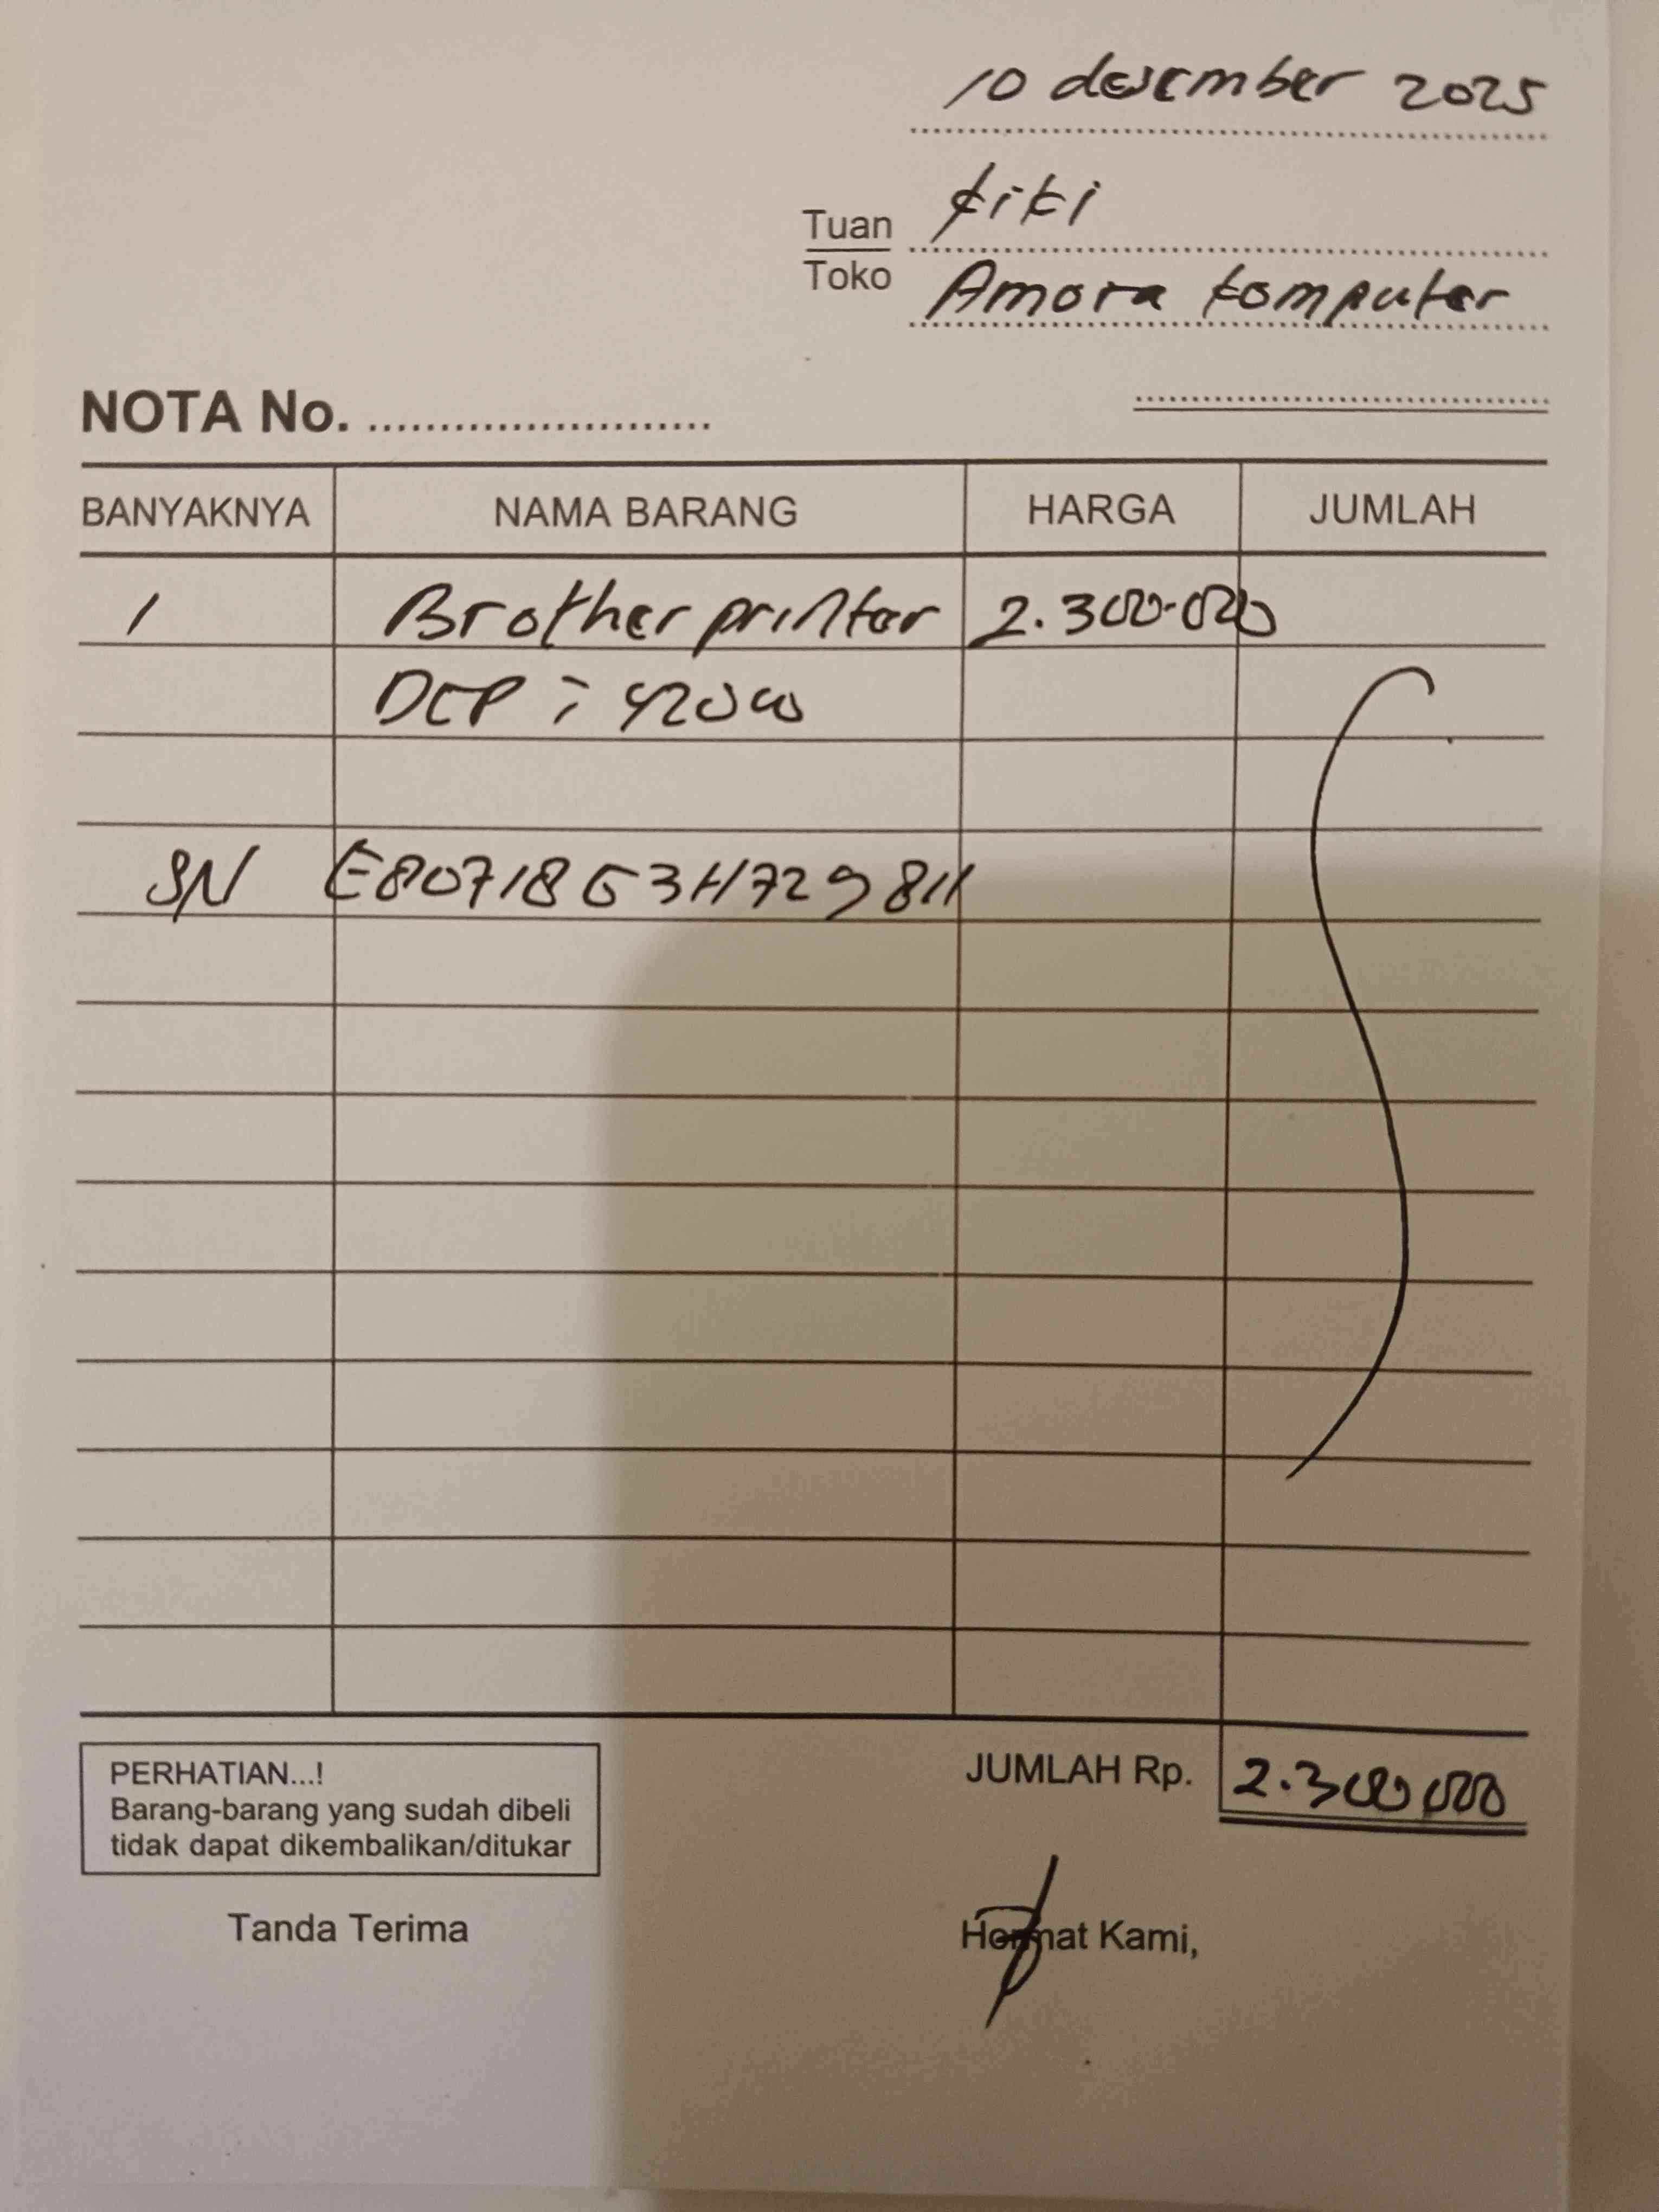 10 desember 2025
Tuan kiki
Toko Amora komputer
NOTA No. ........................
BANYAKNYA NAMA BARANG HARGA JUMLAH
1 Brother printer 2.300.000
DCP : 420W
SN E80718G3H729811
PERHATIAN...!
Barang-barang yang sudah dibeli
tidak dapat dikembalikan/ditukar
JUMLAH Rp. 2.300.000
Tanda Terima Hormat Kami,